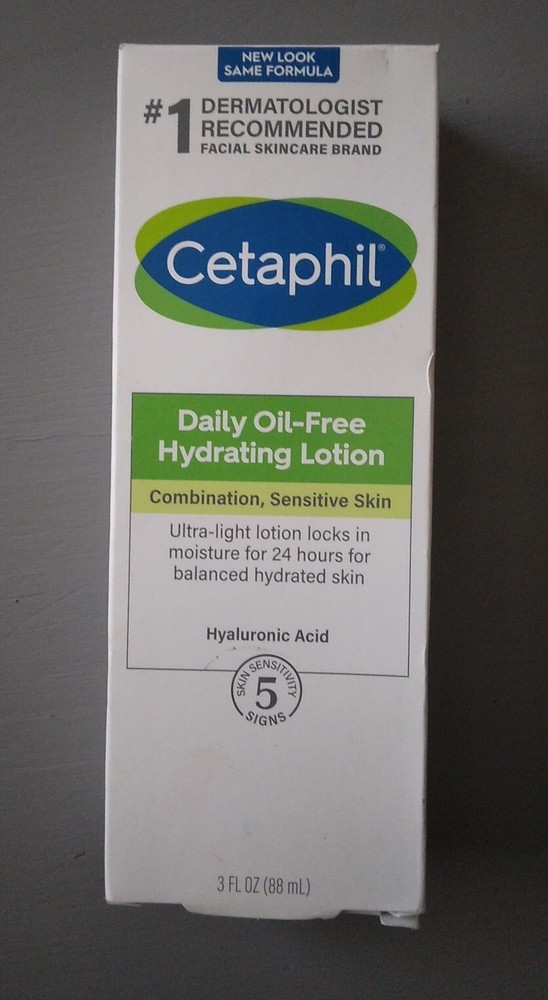 NEW LOOK
SAME FORMULA
#1 DERMATOLOGIST
RECOMMENDED
FACIAL SKINCARE BRAND
Cetaphil®
Daily Oil-Free
Hydrating Lotion
Combination, Sensitive Skin
Ultra-light lotion locks in
moisture for 24 hours for
balanced hydrated skin
Hyaluronic Acid
SKIN SENSITIVITY
5
SIGNS
3 FL OZ (88 mL)